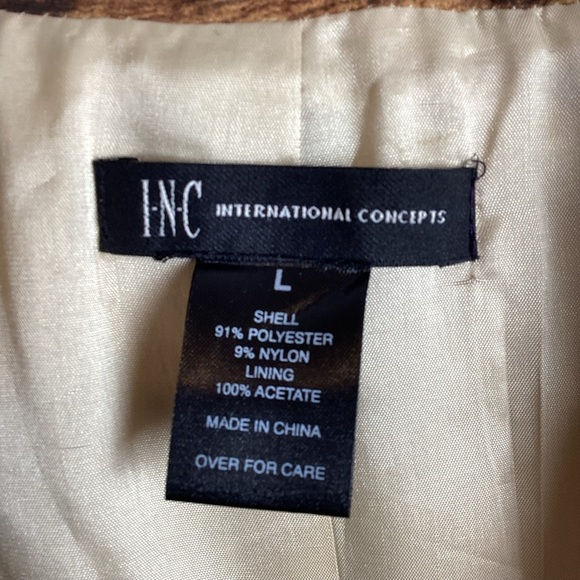 I·N·C INTERNATIONAL CONCEPTS
L
SHELL
91% POLYESTER
9% NYLON
LINING
100% ACETATE
MADE IN CHINA
OVER FOR CARE